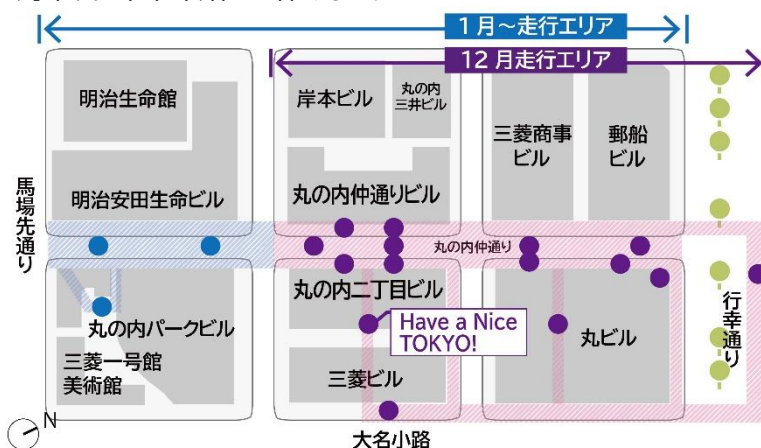 1月～走行エリア
12月走行エリア
明治生命館
岸本ビル
丸の内
三井ビル
三菱商事
ビル
郵船
ビル
馬場先通り
明治安田生命ビル
丸の内仲通りビル
丸の内仲通り
丸の内パークビル
三菱一号館
美術館
丸の内二丁目ビル
Have a Nice
TOKYO!
三菱ビル
丸ビル
行幸通り
N
大名小路